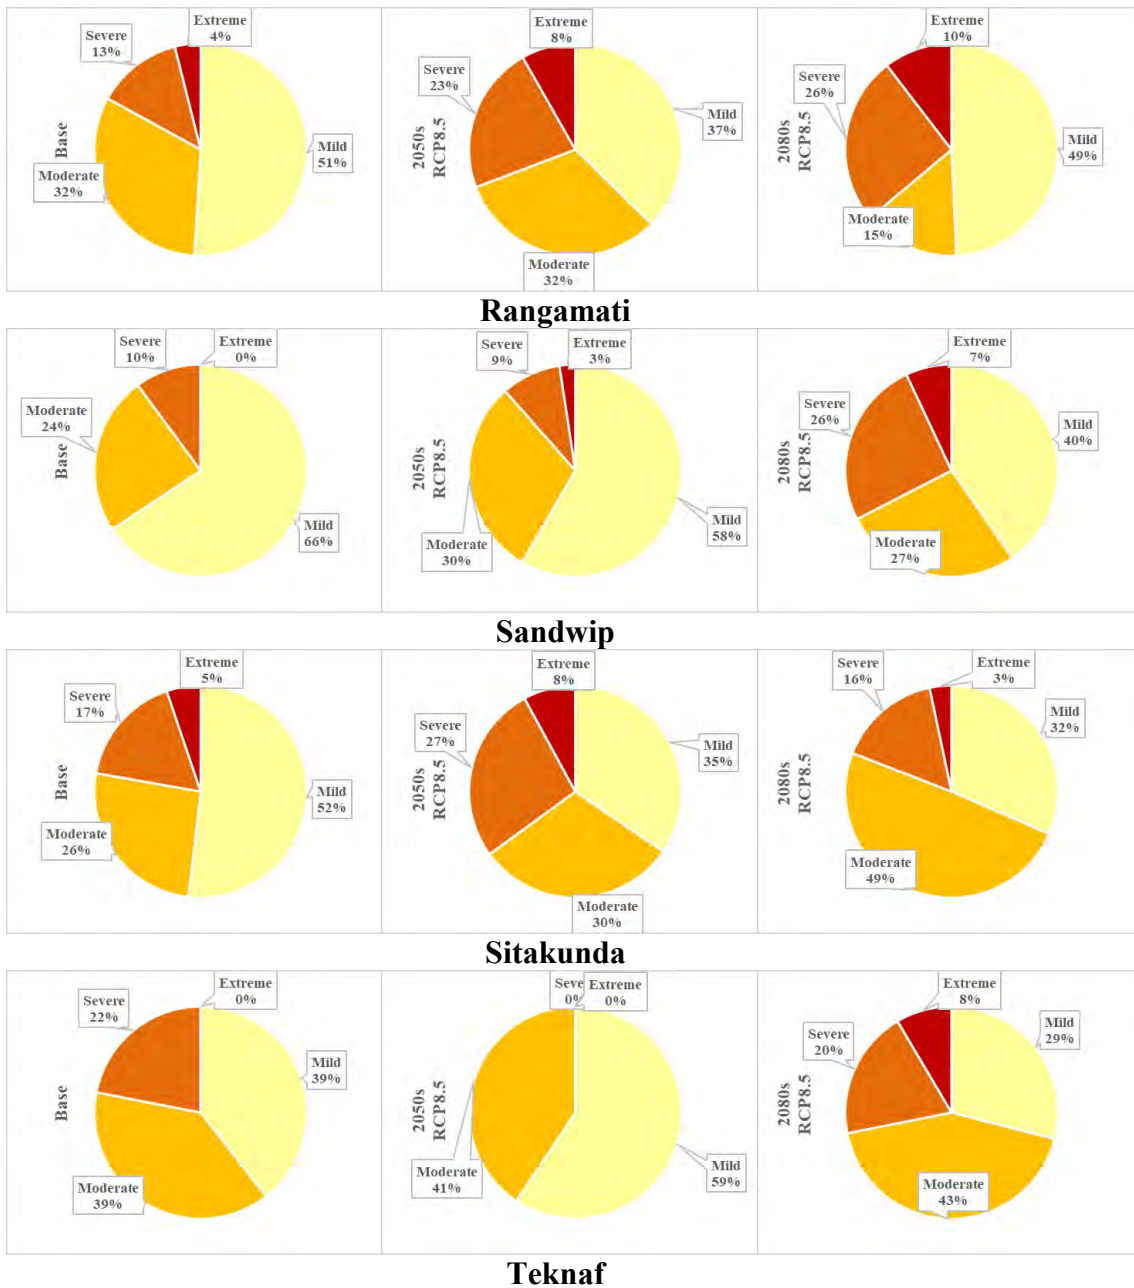 Extreme
4%
Severe
13%
Base
Mild
51%
Moderate
32%
Extreme
8%
Severe
23%
2050s
RCP8.5
Mild
37%
Moderate
32%
Extreme
10%
Severe
26%
2080s
RCP8.5
Mild
49%
Moderate
15%
Rangamati
Severe
10%
Extreme
0%
Moderate
24%
Base
Mild
66%
Severe
9%
Extreme
3%
2050s
RCP8.5
Moderate
30%
Mild
58%
Extreme
7%
Severe
26%
2080s
RCP8.5
Mild
40%
Moderate
27%
Sandwip
Extreme
5%
Severe
17%
Base
Mild
52%
Moderate
26%
Extreme
8%
Severe
27%
2050s
RCP8.5
Mild
35%
Moderate
30%
Severe
16%
Extreme
3%
Mild
32%
2080s
RCP8.5
Moderate
49%
Sitakunda
Extreme
0%
Severe
22%
Base
Mild
39%
Moderate
39%
Seve
0%
Extreme
0%
2050s
RCP8.5
Moderate
41%
Mild
59%
Extreme
8%
Severe
20%
Mild
29%
2080s
RCP8.5
Moderate
43%
Teknaf